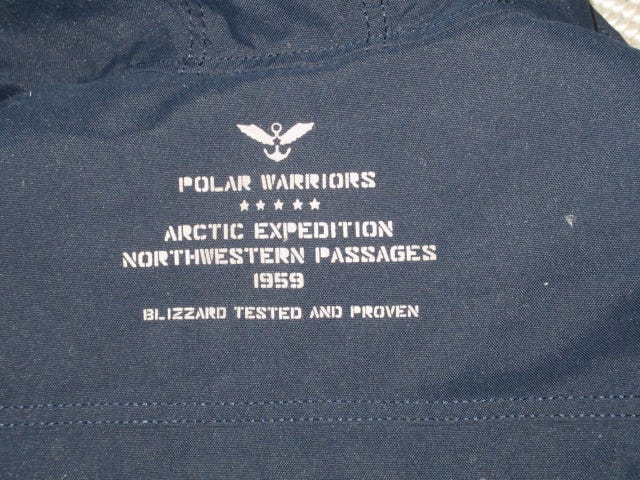 POLAR WARRIORS
ARCTIC EXPEDITION
NORTHWESTERN PASSAGES
1959
BLIZZARD TESTED AND PROVEN